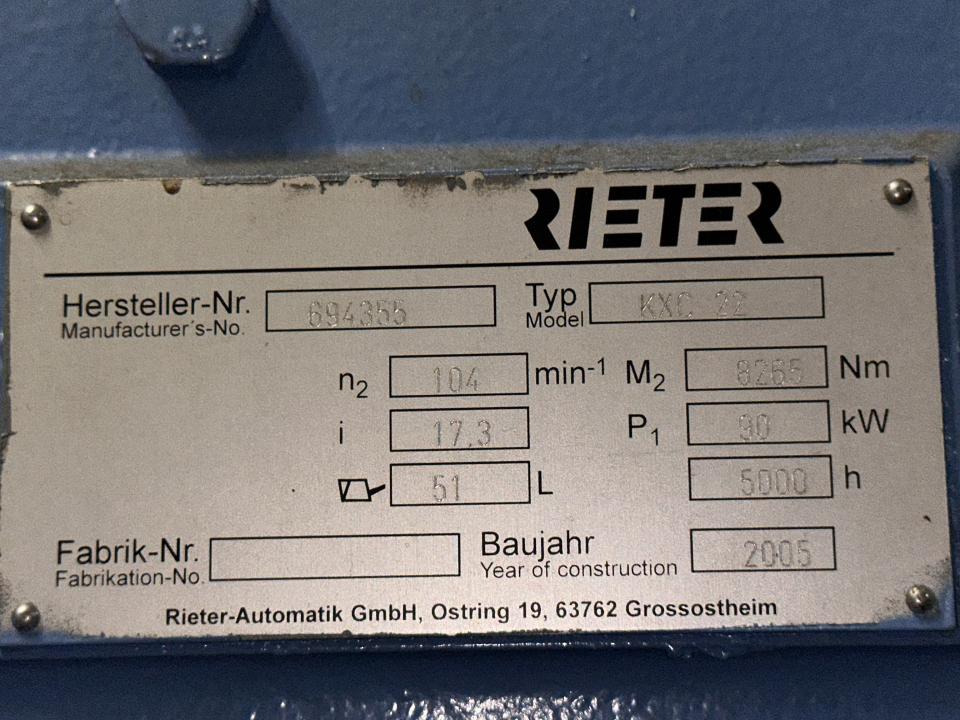 RIETER
Hersteller-Nr. 694355 Typ KXC 22
Manufacturer's-No. Model
n2 104 min-1 M2 8265 Nm
i 17.3 P1 90 kW
51 L 5000 h
Fabrik-Nr. Baujahr 2005
Fabrikation-No. Year of construction
Rieter-Automatik GmbH, Ostring 19, 63762 Grossostheim